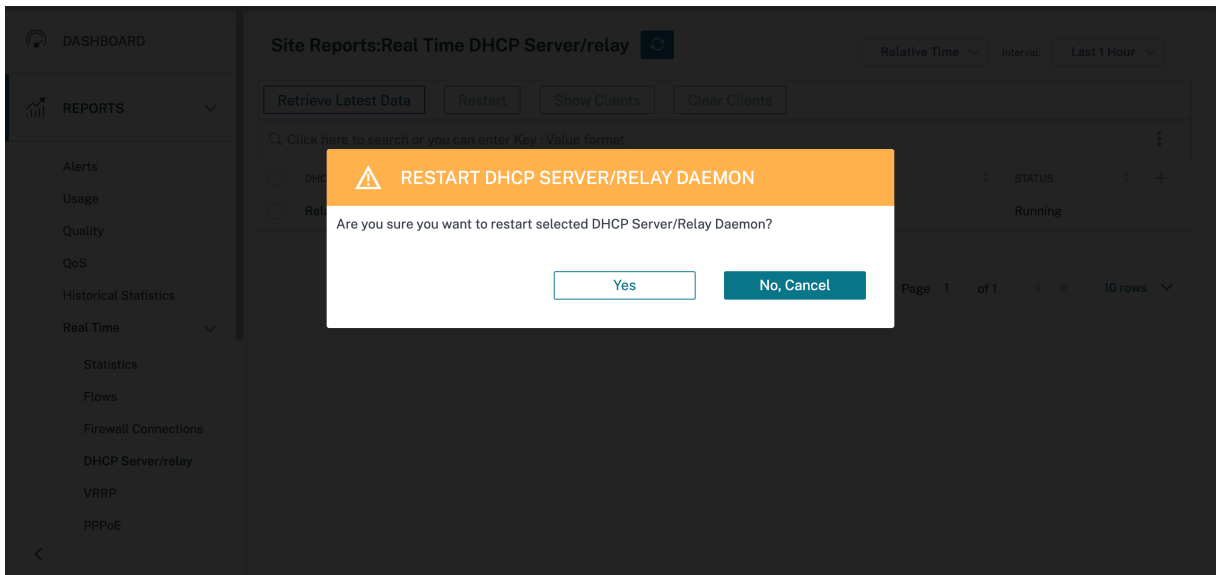 DASHBOARD
REPORTS
Alerts
Usage
Quality
QoS
Historical Statistics
Real Time
Statistics
Flows
Firewall Connections
DHCP Server/relay
VRRP
PPPoE
Site Reports:Real Time DHCP Server/relay
Relative Time
Interval:
Last 1 Hour
Retrieve Latest Data
Restart
Show Clients
Clear Clients
Click here to search or you can enter Key : Value format
STATUS
Running
RESTART DHCP SERVER/RELAY DAEMON
Are you sure you want to restart selected DHCP Server/Relay Daemon?
Yes
No, Cancel
Page 1 of 1
10 rows